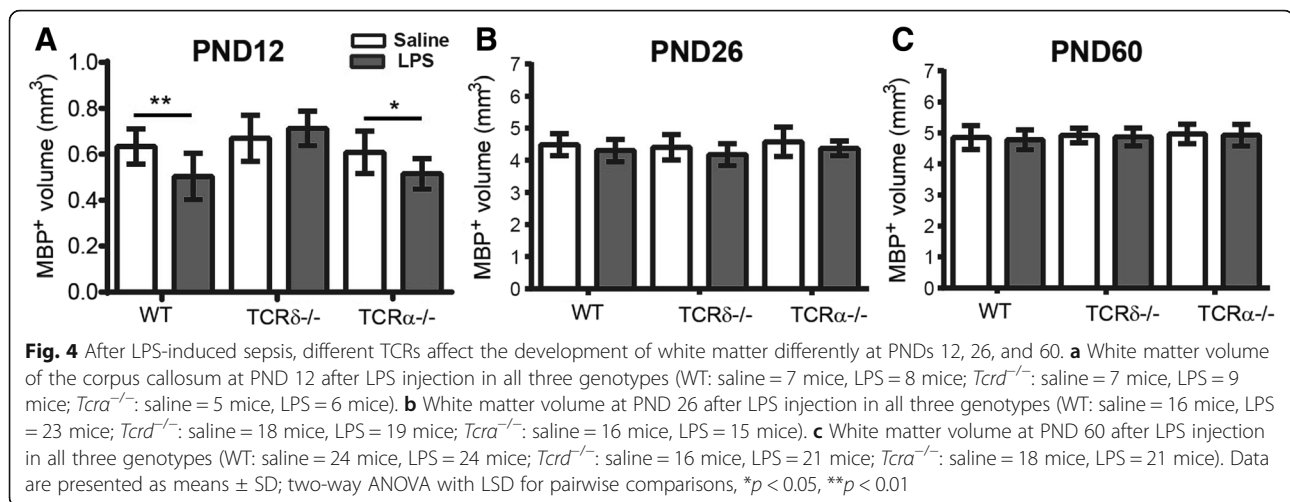 A
PND12
Saline
LPS
MBP+ volume (mm3)
1.0
0.8
0.6
0.4
0.2
0.0
**
*
WT
TCRδ-/-
TCRα-/-
B
PND26
MBP+ volume (mm3)
7
6
5
4
3
2
1
0
WT
TCRδ-/-
TCRα-/-
C
PND60
MBP+ volume (mm3)
7
6
5
4
3
2
1
0
WT
TCRδ-/-
TCRα-/-
Fig. 4 After LPS-induced sepsis, different TCRs affect the development of white matter differently at PNDs 12, 26, and 60. a White matter volume
of the corpus callosum at PND 12 after LPS injection in all three genotypes (WT: saline = 7 mice, LPS = 8 mice; Tcrd−/−: saline = 7 mice, LPS = 9
mice; Tcra−/−: saline = 5 mice, LPS = 6 mice). b White matter volume at PND 26 after LPS injection in all three genotypes (WT: saline = 16 mice, LPS
= 23 mice; Tcrd−/−: saline = 18 mice, LPS = 19 mice; Tcra−/−: saline = 16 mice, LPS = 15 mice). c White matter volume at PND 60 after LPS injection
in all three genotypes (WT: saline = 24 mice, LPS = 24 mice; Tcrd−/−: saline = 16 mice, LPS = 21 mice; Tcra−/−: saline = 18 mice, LPS = 21 mice). Data
are presented as means ± SD; two-way ANOVA with LSD for pairwise comparisons, *p < 0.05, **p < 0.01